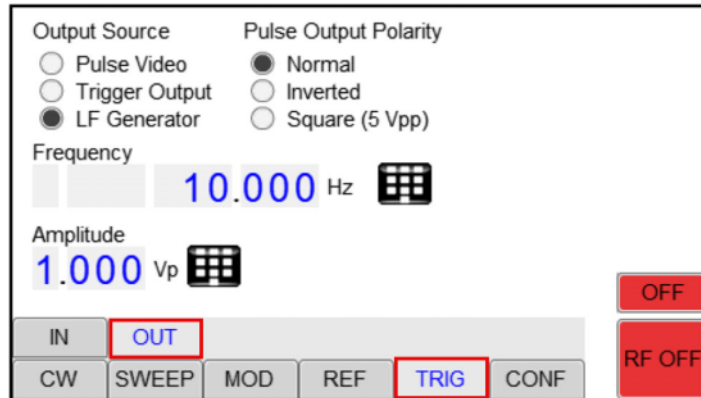 Output Source
Pulse Output Polarity
Pulse Video
Normal
Trigger Output
Inverted
LF Generator
Square (5 Vpp)
Frequency
10.000 Hz
Amplitude
1.000 Vp
OFF
IN OUT
RF OFF
CW SWEEP MOD REF TRIG CONF